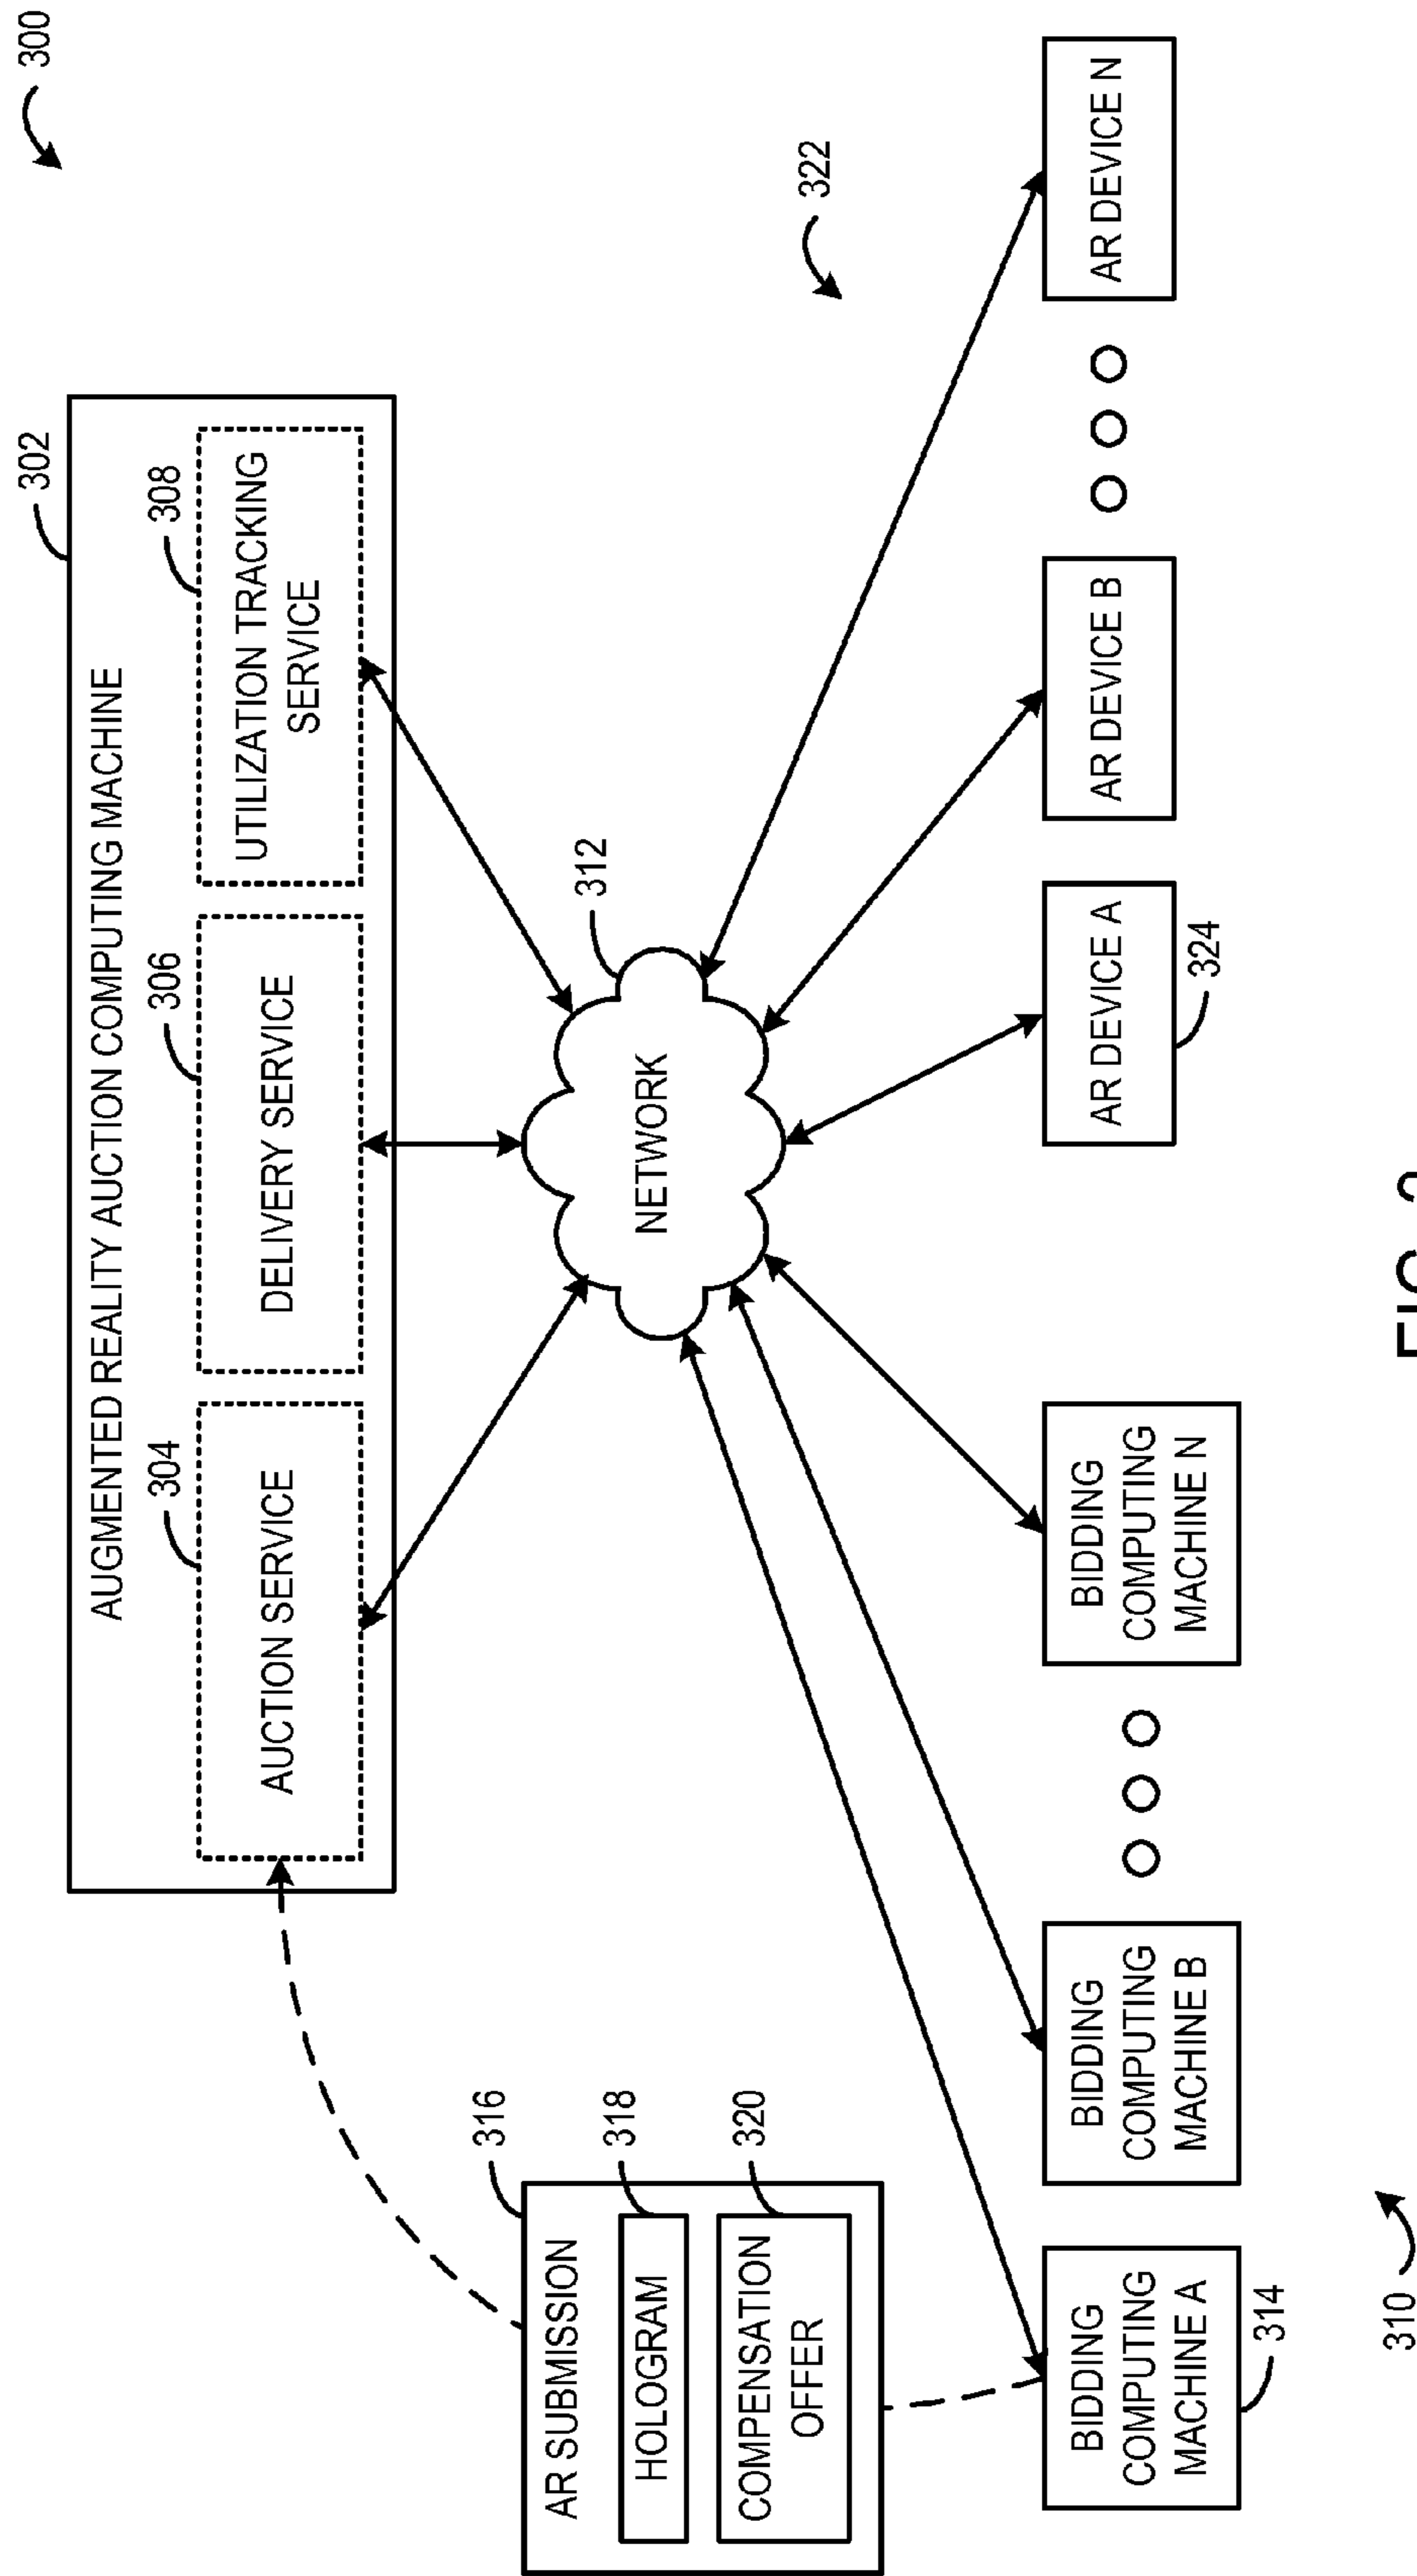 300
302
AUGMENTED REALITY AUCTION COMPUTING MACHINE
304
306
308
AUCTION SERVICE
DELIVERY SERVICE
UTILIZATION TRACKING
SERVICE
316
AR SUBMISSION
318
HOLOGRAM
320
COMPENSATION
OFFER
312
NETWORK
322
BIDDING
COMPUTING
MACHINE A
314
BIDDING
COMPUTING
MACHINE B
BIDDING
COMPUTING
MACHINE N
AR DEVICE A
324
AR DEVICE B
AR DEVICE N
310